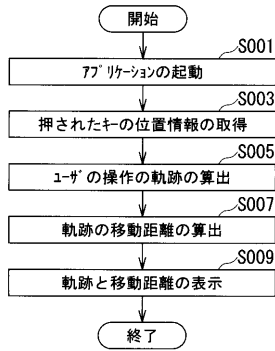 開始
S001
アプリケーションの起動
S003
押されたキーの位置情報の取得
S005
ユーザの操作の軌跡の算出
S007
軌跡の移動距離の算出
S009
軌跡と移動距離の表示
終了